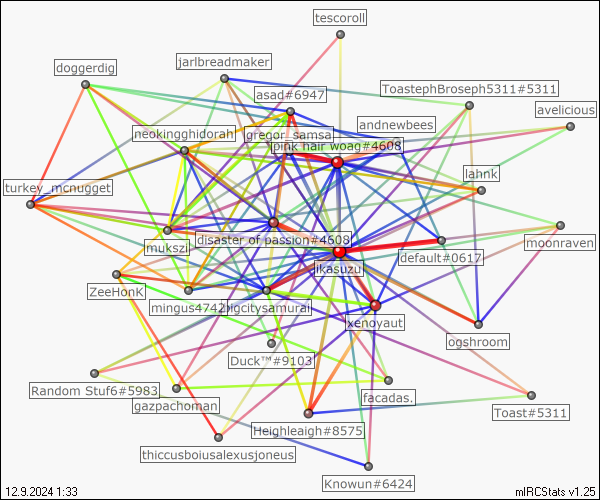 tescoroll
jarlbreadmaker
doggerdig
ToastephBroseph5311#5311
asad#6947
avelicious
andnewbees
neokingghidorah
gregor_samsa
pink hair woag#4608
lahnk
turkey_mcnugget
mukszi
disaster of passion#4608
moonraven
default#0617
likasuzu
ZeeHonK
mingus4742
bigcitysamurai
xenoyaut
ogshroom
Duck™#9103
Random Stuf6#5983
facadas.
gazpachoman
Toast#5311
Heighleaigh#8575
thiccusboiusalexusjoneus
Knowun#6424
12.9.2024 1:33
mIRCStats v1.25